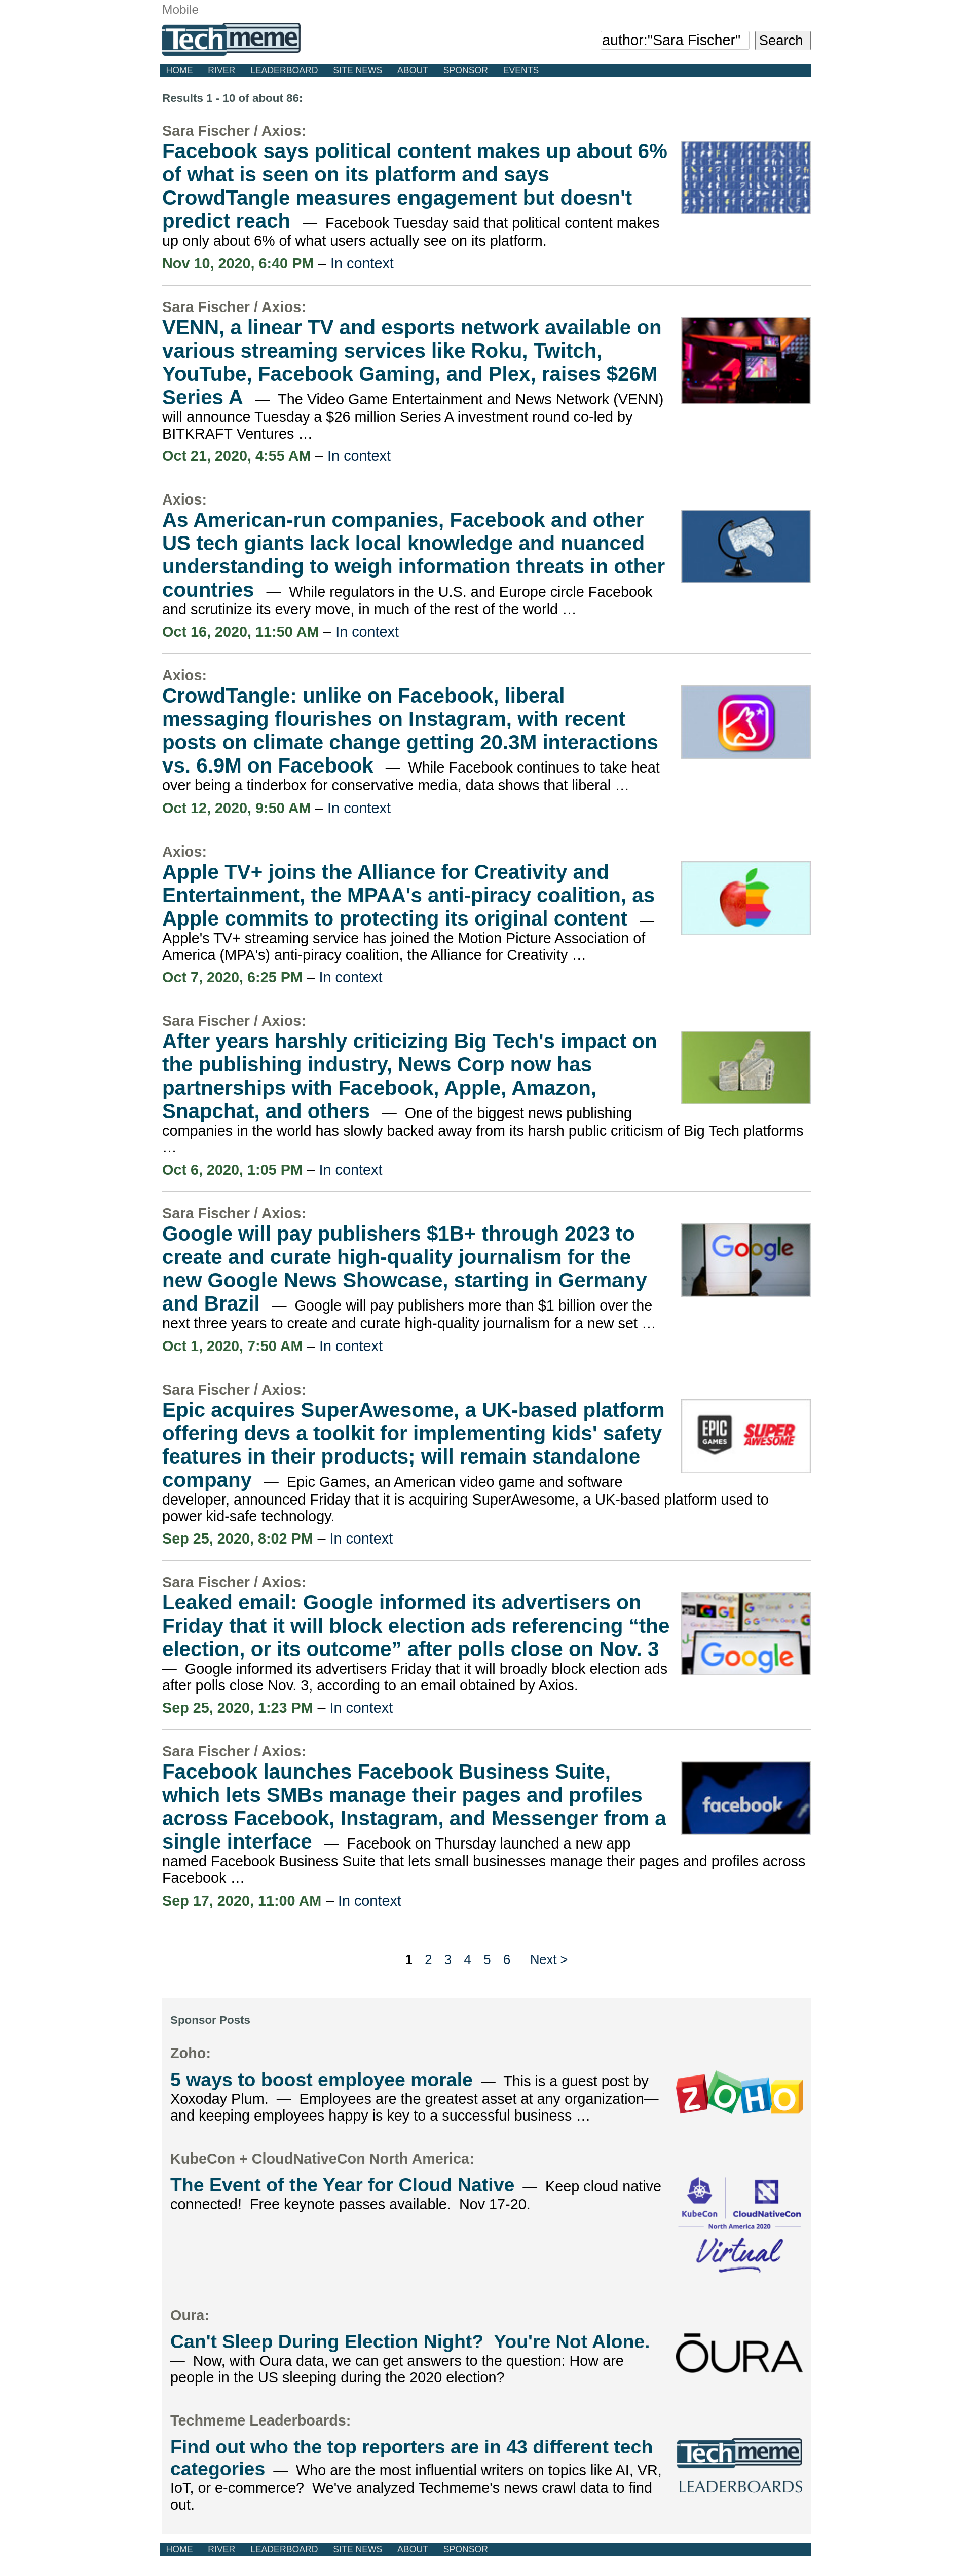 Mobile
Techmeme
author:"Sara Fischer" Search
HOME RIVER LEADERBOARD SITE NEWS ABOUT SPONSOR EVENTS
Results 1 - 10 of about 86:
Sara Fischer / Axios:
Facebook says political content makes up about 6%
of what is seen on its platform and says
CrowdTangle measures engagement but doesn't
predict reach — Facebook Tuesday said that political content makes
up only about 6% of what users actually see on its platform.
Nov 10, 2020, 6:40 PM – In context
Sara Fischer / Axios:
VENN, a linear TV and esports network available on
various streaming services like Roku, Twitch,
YouTube, Facebook Gaming, and Plex, raises $26M
Series A — The Video Game Entertainment and News Network (VENN)
will announce Tuesday a $26 million Series A investment round co-led by
BITKRAFT Ventures …
Oct 21, 2020, 4:55 AM – In context
Axios:
As American-run companies, Facebook and other
US tech giants lack local knowledge and nuanced
understanding to weigh information threats in other
countries — While regulators in the U.S. and Europe circle Facebook
and scrutinize its every move, in much of the rest of the world …
Oct 16, 2020, 11:50 AM – In context
Axios:
CrowdTangle: unlike on Facebook, liberal
messaging flourishes on Instagram, with recent
posts on climate change getting 20.3M interactions
vs. 6.9M on Facebook — While Facebook continues to take heat
over being a tinderbox for conservative media, data shows that liberal …
Oct 12, 2020, 9:50 AM – In context
Axios:
Apple TV+ joins the Alliance for Creativity and
Entertainment, the MPAA's anti-piracy coalition, as
Apple commits to protecting its original content —
Apple's TV+ streaming service has joined the Motion Picture Association of
America (MPA's) anti-piracy coalition, the Alliance for Creativity …
Oct 7, 2020, 6:25 PM – In context
Sara Fischer / Axios:
After years harshly criticizing Big Tech's impact on
the publishing industry, News Corp now has
partnerships with Facebook, Apple, Amazon,
Snapchat, and others — One of the biggest news publishing
companies in the world has slowly backed away from its harsh public criticism of Big Tech platforms
…
Oct 6, 2020, 1:05 PM – In context
Sara Fischer / Axios:
Google will pay publishers $1B+ through 2023 to
create and curate high-quality journalism for the
new Google News Showcase, starting in Germany
and Brazil — Google will pay publishers more than $1 billion over the
next three years to create and curate high-quality journalism for a new set …
Google
Oct 1, 2020, 7:50 AM – In context
Sara Fischer / Axios:
Epic acquires SuperAwesome, a UK-based platform
offering devs a toolkit for implementing kids' safety
features in their products; will remain standalone
company — Epic Games, an American video game and software
developer, announced Friday that it is acquiring SuperAwesome, a UK-based platform used to
power kid-safe technology.
EPIC GAMES SUPER AWESOME
Sep 25, 2020, 8:02 PM – In context
Sara Fischer / Axios:
Leaked email: Google informed its advertisers on
Friday that it will block election ads referencing “the
election, or its outcome” after polls close on Nov. 3
— Google informed its advertisers Friday that it will broadly block election ads
after polls close Nov. 3, according to an email obtained by Axios.
Google
Sep 25, 2020, 1:23 PM – In context
Sara Fischer / Axios:
Facebook launches Facebook Business Suite,
which lets SMBs manage their pages and profiles
across Facebook, Instagram, and Messenger from a
single interface — Facebook on Thursday launched a new app
named Facebook Business Suite that lets small businesses manage their pages and profiles across
Facebook …
facebook
Sep 17, 2020, 11:00 AM – In context
1 2 3 4 5 6 Next >
Sponsor Posts
Zoho:
5 ways to boost employee morale — This is a guest post by
Xoxoday Plum. — Employees are the greatest asset at any organization—
and keeping employees happy is key to a successful business …
ZOHO
KubeCon + CloudNativeCon North America:
The Event of the Year for Cloud Native — Keep cloud native
connected! Free keynote passes available. Nov 17-20.
KubeCon CloudNativeCon
North America 2020
Virtual
Oura:
Can't Sleep During Election Night? You're Not Alone.
— Now, with Oura data, we can get answers to the question: How are
people in the US sleeping during the 2020 election?
ŌURA
Techmeme Leaderboards:
Find out who the top reporters are in 43 different tech
categories — Who are the most influential writers on topics like AI, VR,
IoT, or e-commerce? We've analyzed Techmeme's news crawl data to find
out.
Techmeme
LEADERBOARDS
HOME RIVER LEADERBOARD SITE NEWS ABOUT SPONSOR